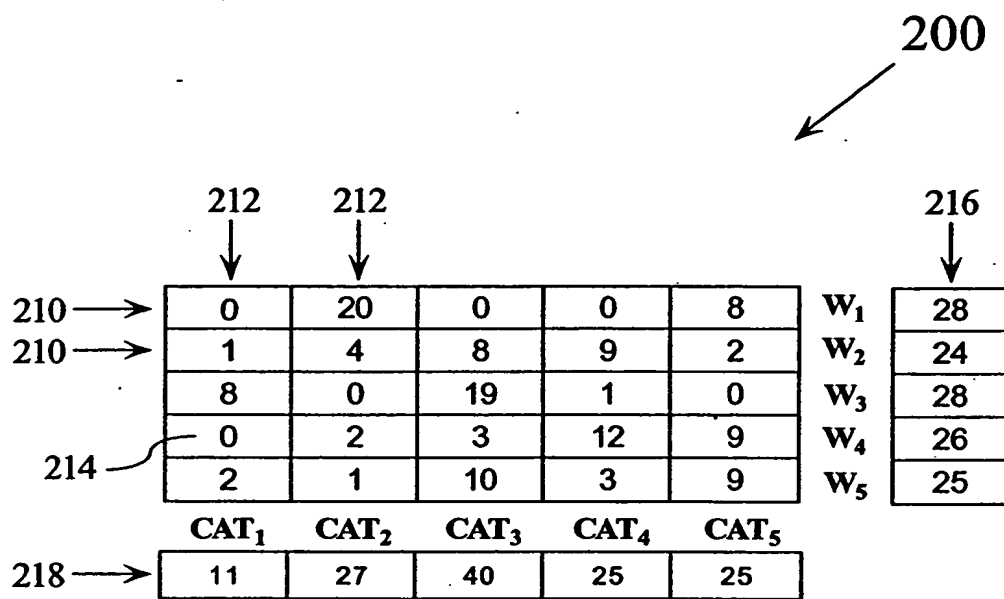 200
212 212 216
210 0 20 0 0 8 W₁ 28
210 1 4 8 9 2 W₂ 24
8 0 19 1 0 W₃ 28
0 2 3 12 9 W₄ 26
214
2 1 10 3 9 W₅ 25
CAT₁ CAT₂ CAT₃ CAT₄ CAT₅
218 11 27 40 25 25